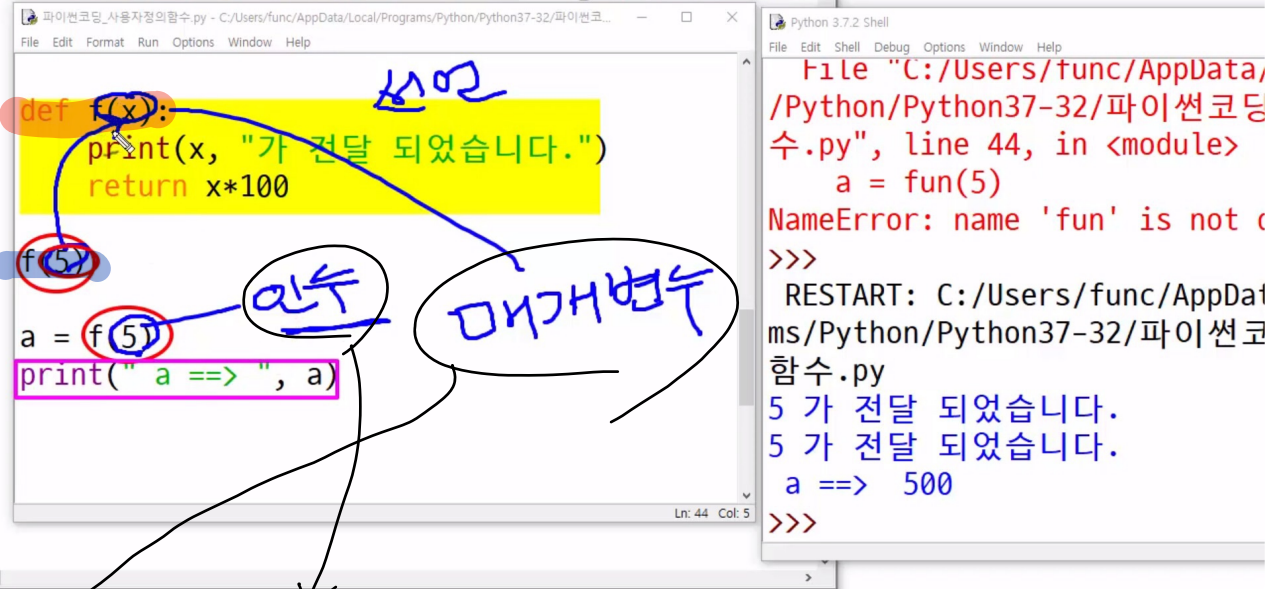 파이썬코딩_사용자정의함수.py - C:/Users/func/AppData/Local/Programs/Python/Python37-32/파이썬코...
File Edit Format Run Options Window Help
선언
def f(x):
print(x, "가 전달 되었습니다.")
return x*100
f(5)
인수
매개변수
a = f(5)
print(" a ==> ", a)
Ln: 44 Col: 5
Python 3.7.2 Shell
File Edit Shell Debug Options Window Help
File "C:/Users/func/AppData/
/Python/Python37-32/파이썬코딩
수.py", line 44, in <module>
a = fun(5)
NameError: name 'fun' is not
>>>
RESTART: C:/Users/func/AppDat
ms/Python/Python37-32/파이썬코
함수.py
5 가 전달 되었습니다.
5 가 전달 되었습니다.
a ==> 500
>>>